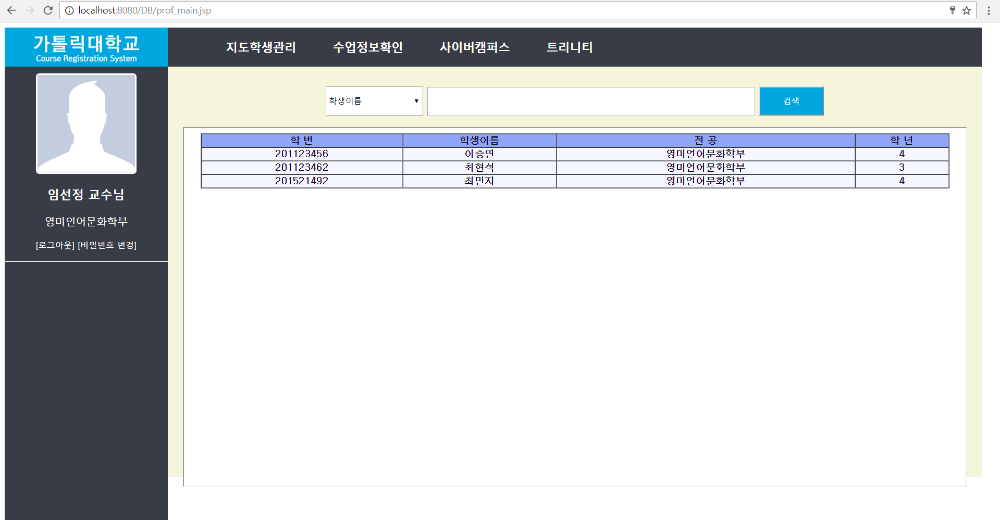 localhost:8080/DB/prof_main.jsp
가톨릭대학교
Course Registration System
지도학생관리 수업정보확인 사이버캠퍼스 트리니티
임선정 교수님
영미언어문화학부
[로그아웃] [비밀번호 변경]
학생이름 검색
학 번 학생이름 전 공 학 년
201123456 이승연 영미언어문화학부 4
201123462 최현석 영미언어문화학부 3
201521492 최민지 영미언어문화학부 4